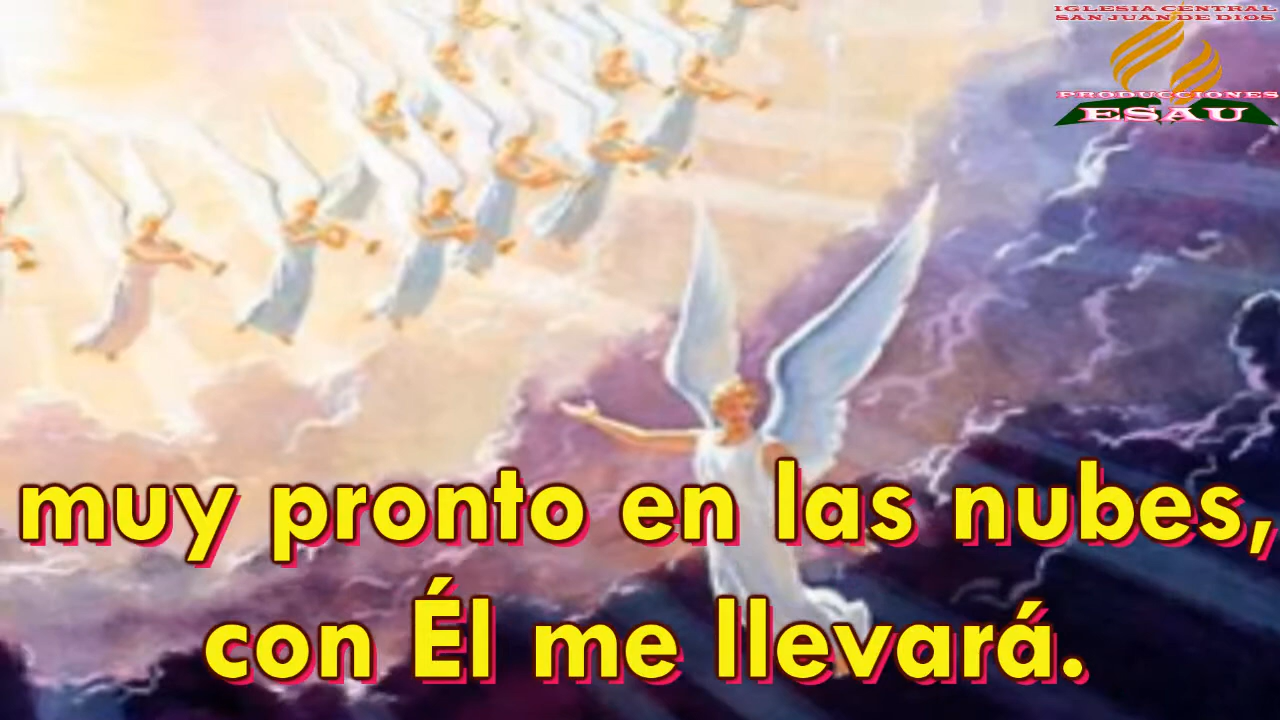 IGLESIA CENTRAL
SAN JUAN DE DIOS
PRODUCCIONES
ESAU
muy pronto en las nubes,
con Él me llevará.